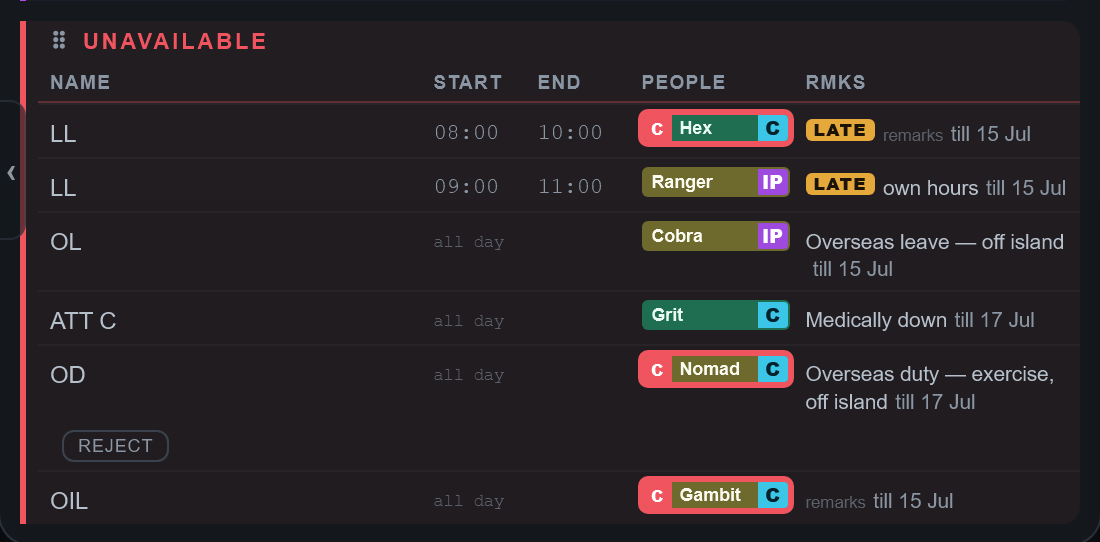 ⠿ UNAVAILABLE
NAME START END PEOPLE RMKS
LL 08:00 10:00 C Hex C LATE remarks till 15 Jul
LL 09:00 11:00 Ranger IP LATE own hours till 15 Jul
OL all day Cobra IP Overseas leave — off island
till 15 Jul
ATT C all day Grit C Medically down till 17 Jul
OD all day C Nomad C Overseas duty — exercise,
off island till 17 Jul
REJECT
OIL all day C Gambit C remarks till 15 Jul